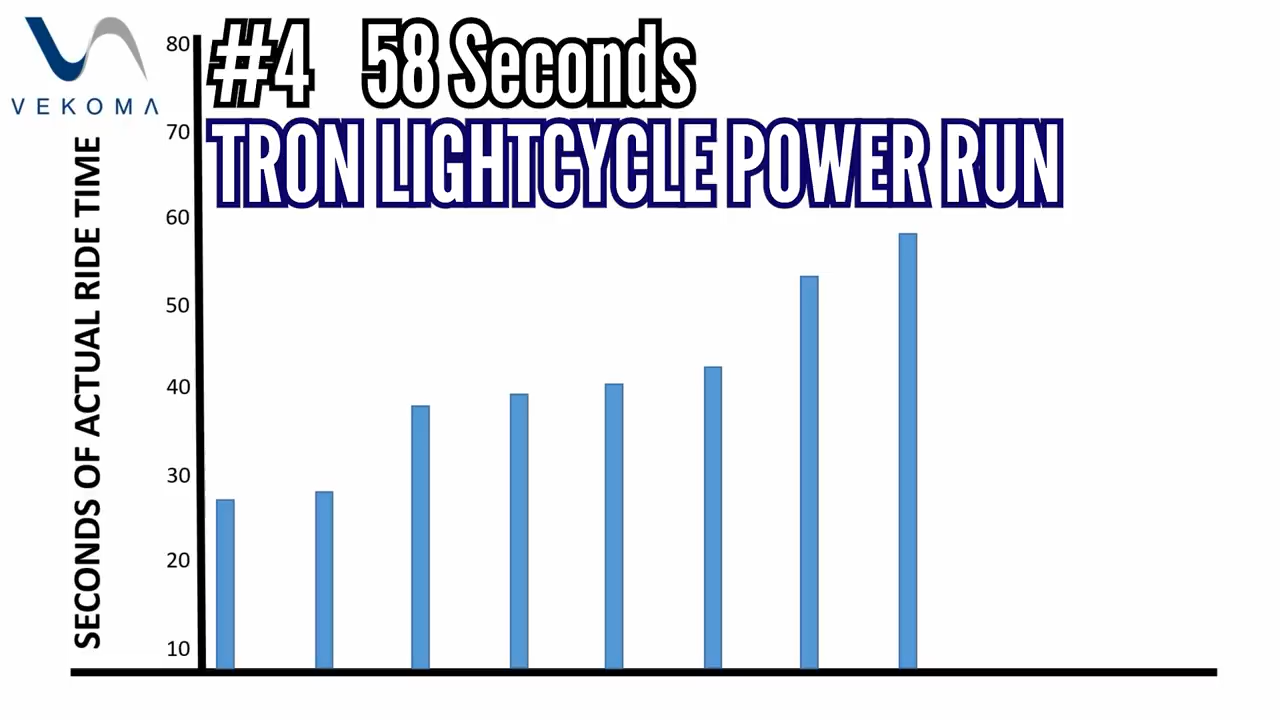 #4 58 Seconds
TRON LIGHTCYCLE POWER RUN
VEKOMA
SECONDS OF ACTUAL RIDE TIME
80
70
60
50
40
30
20
10